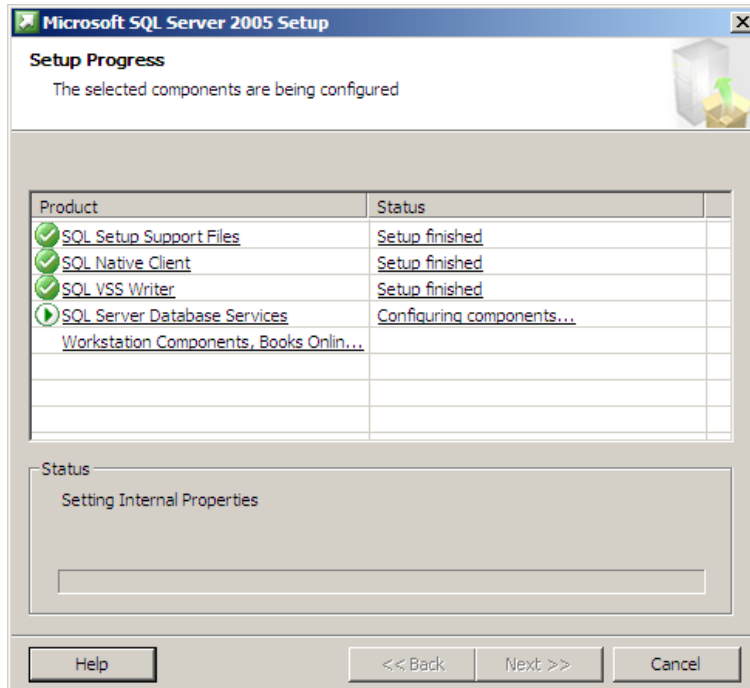 Microsoft SQL Server 2005 Setup
Setup Progress
The selected components are being configured
Product Status
SQL Setup Support Files Setup finished
SQL Native Client Setup finished
SQL VSS Writer Setup finished
SQL Server Database Services Configuring components...
Workstation Components, Books Onlin...
Status
Setting Internal Properties
Help << Back Next >> Cancel